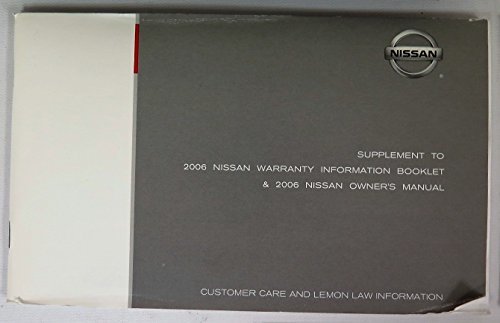 NISSAN
®
SUPPLEMENT TO
2006 NISSAN WARRANTY INFORMATION BOOKLET
& 2006 NISSAN OWNER'S MANUAL
CUSTOMER CARE AND LEMON LAW INFORMATION